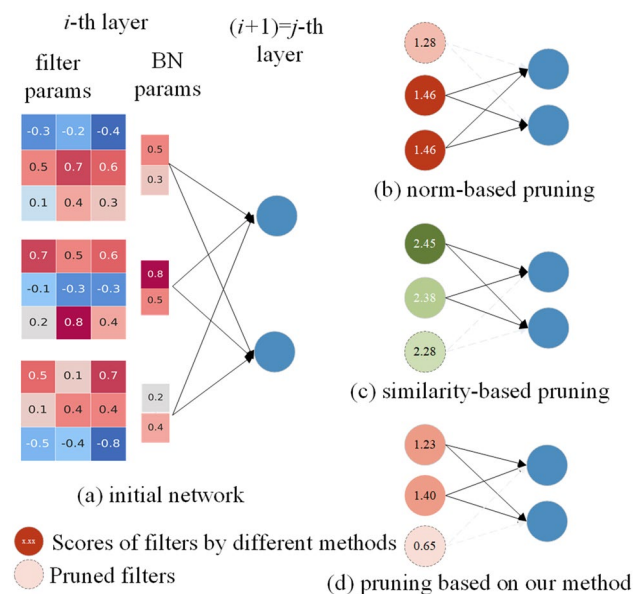 i-th layer
(i+1)=j-th
layer
filter
params
BN
params
-0.3 -0.2 -0.4
0.5 0.7 0.6
0.1 0.4 0.3
0.5
0.3
0.7 0.5 0.6
-0.1 -0.3 -0.3
0.2 0.8 0.4
0.8
0.5
0.5 0.1 0.7
0.1 0.4 0.4
-0.5 -0.4 -0.8
0.2
0.4
(a) initial network
x.xx Scores of filters by different methods
Pruned filters
1.28
1.46
1.46
(b) norm-based pruning
2.45
2.38
2.28
(c) similarity-based pruning
1.23
1.40
0.65
(d) pruning based on our method